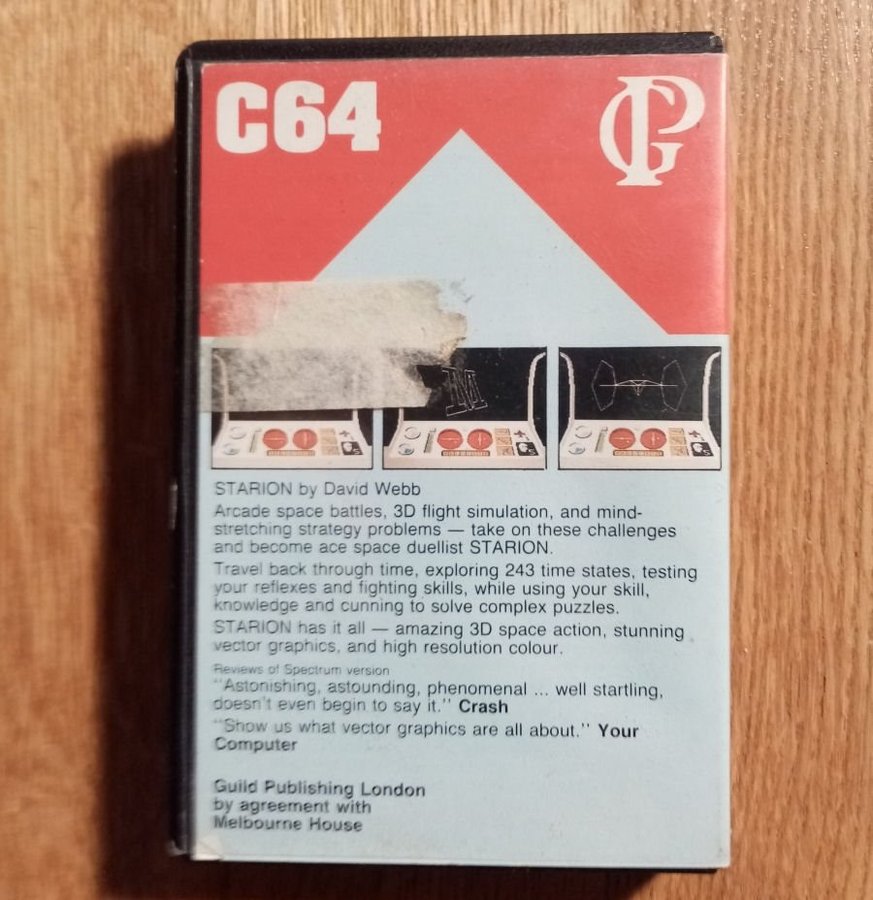 C64
GP
STARION by David Webb
Arcade space battles, 3D flight simulation, and mind-
stretching strategy problems — take on these challenges
and become ace space duellist STARION.
Travel back through time, exploring 243 time states, testing
your reflexes and fighting skills, while using your skill,
knowledge and cunning to solve complex puzzles.
STARION has it all — amazing 3D space action, stunning
vector graphics, and high resolution colour.
Reviews of Spectrum version
"Astonishing, astounding, phenomenal ... well startling,
doesn't even begin to say it." Crash
"Show us what vector graphics are all about." Your
Computer
Guild Publishing London
by agreement with
Melbourne House